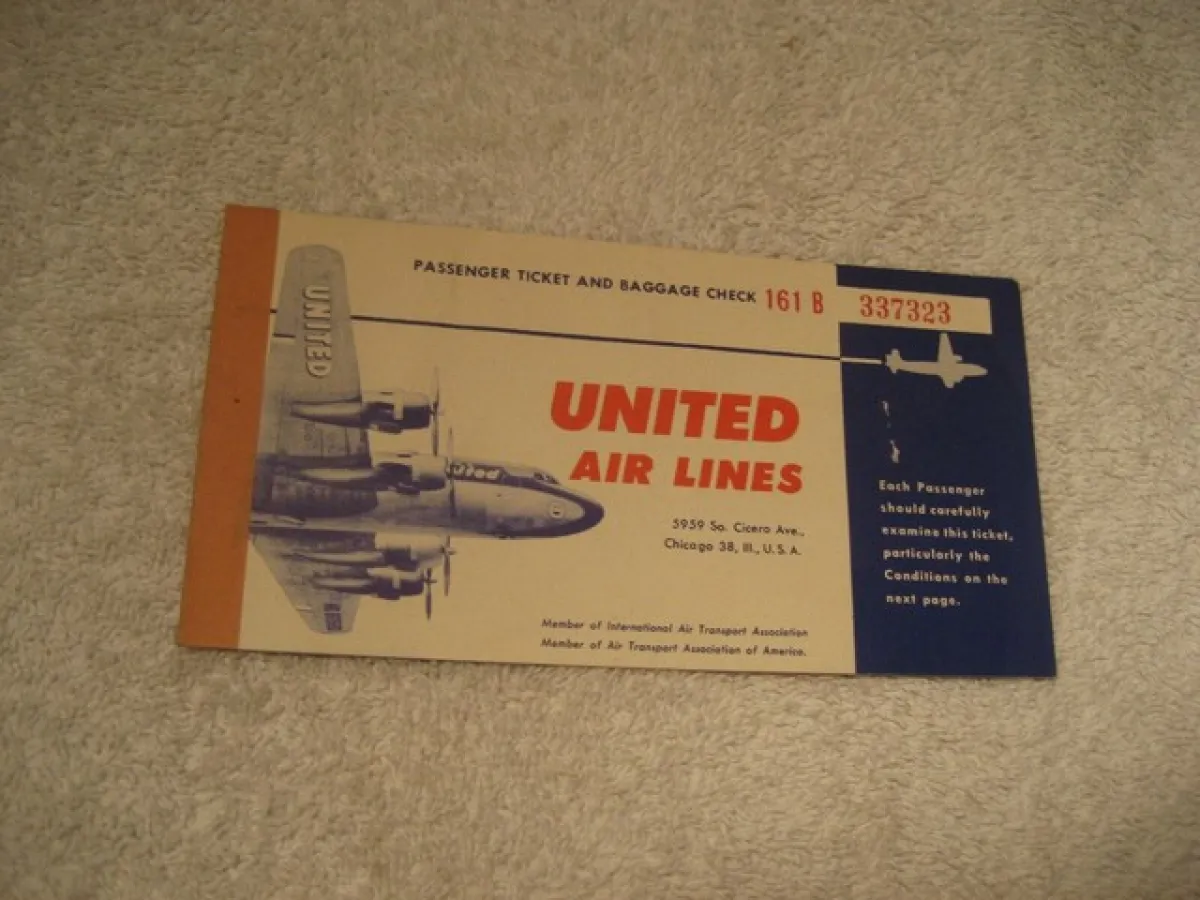 PASSENGER TICKET AND BAGGAGE CHECK 161 B 337323
UNITED
United
UNITED
AIR LINES
5959 So. Cicero Ave.,
Chicago 38, Ill., U.S.A.
Member of International Air Transport Association
Member of Air Transport Association of America.
Each Passenger
should carefully
examine this ticket,
particularly the
Conditions on the
next page.